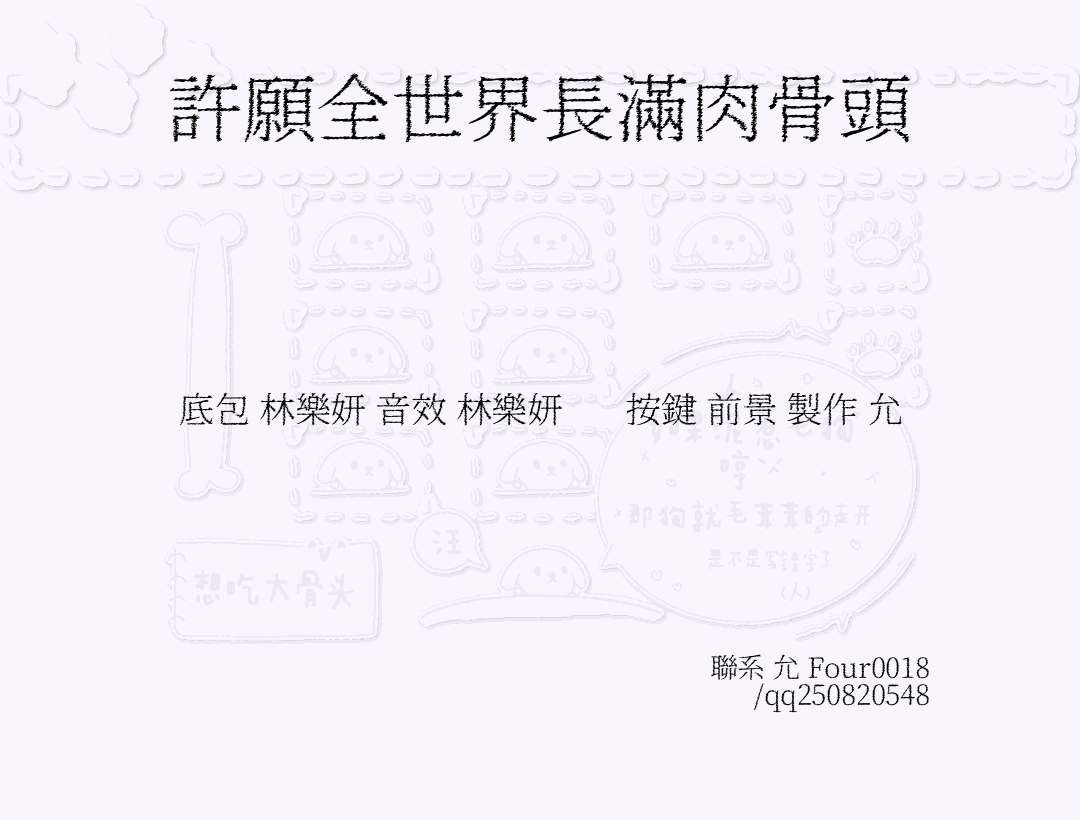 許願全世界長滿肉骨頭
底包 林樂妍 音效 林樂妍 按鍵 前景 製作 允
哼
那狗就毛茸茸的走开
是不是写错字了
(人)
汪
想吃大骨头
聯系 允 Four0018
/qq250820548